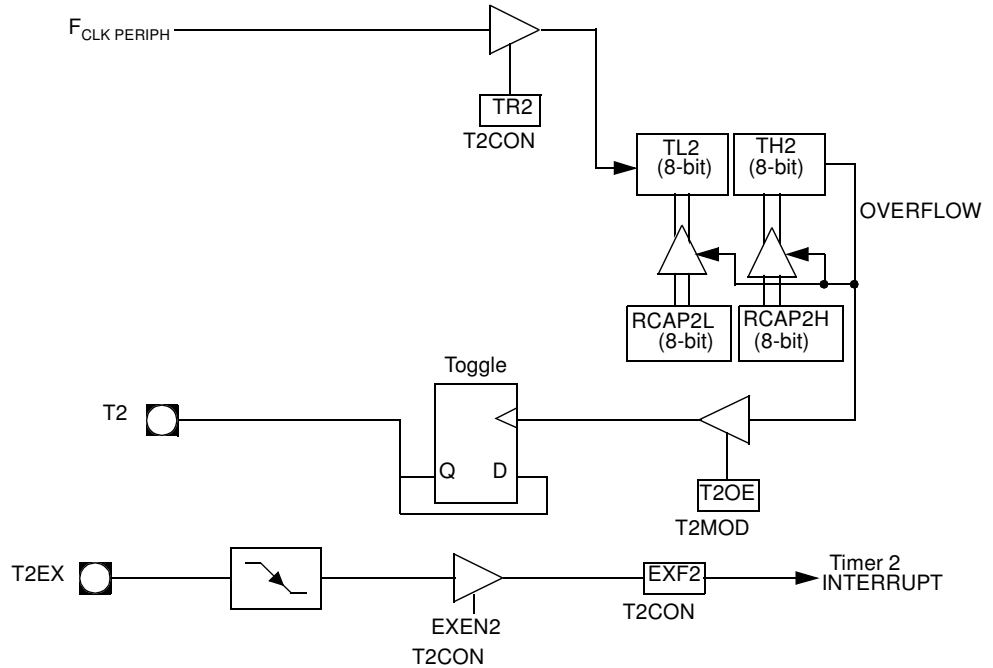 FCLK PERIPH
TR2
T2CON
TL2
(8-bit)
TH2
(8-bit)
OVERFLOW
RCAP2L
(8-bit)
RCAP2H
(8-bit)
Toggle
T2
Q
D
T2OE
T2MOD
T2EX
EXEN2
T2CON
EXF2
T2CON
Timer 2
INTERRUPT